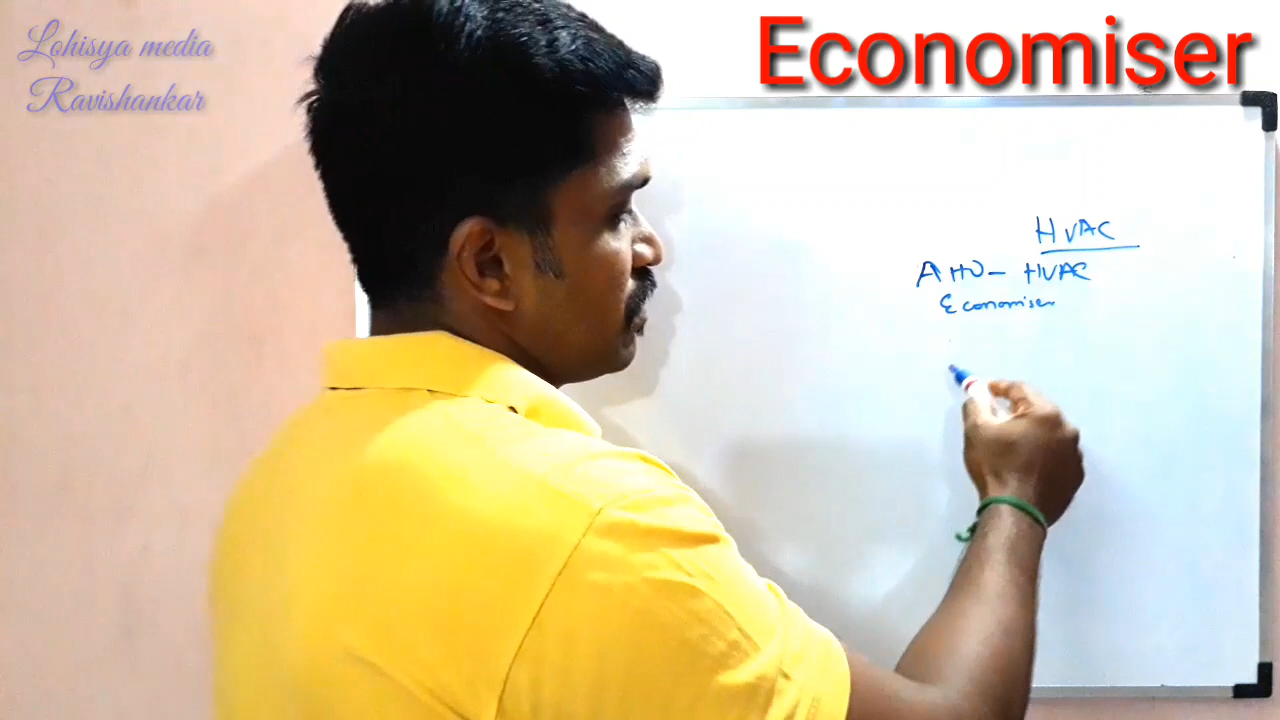 Lohisya media
Ravishankar
Economiser
HVAC
AHU - HVAC
Economiser